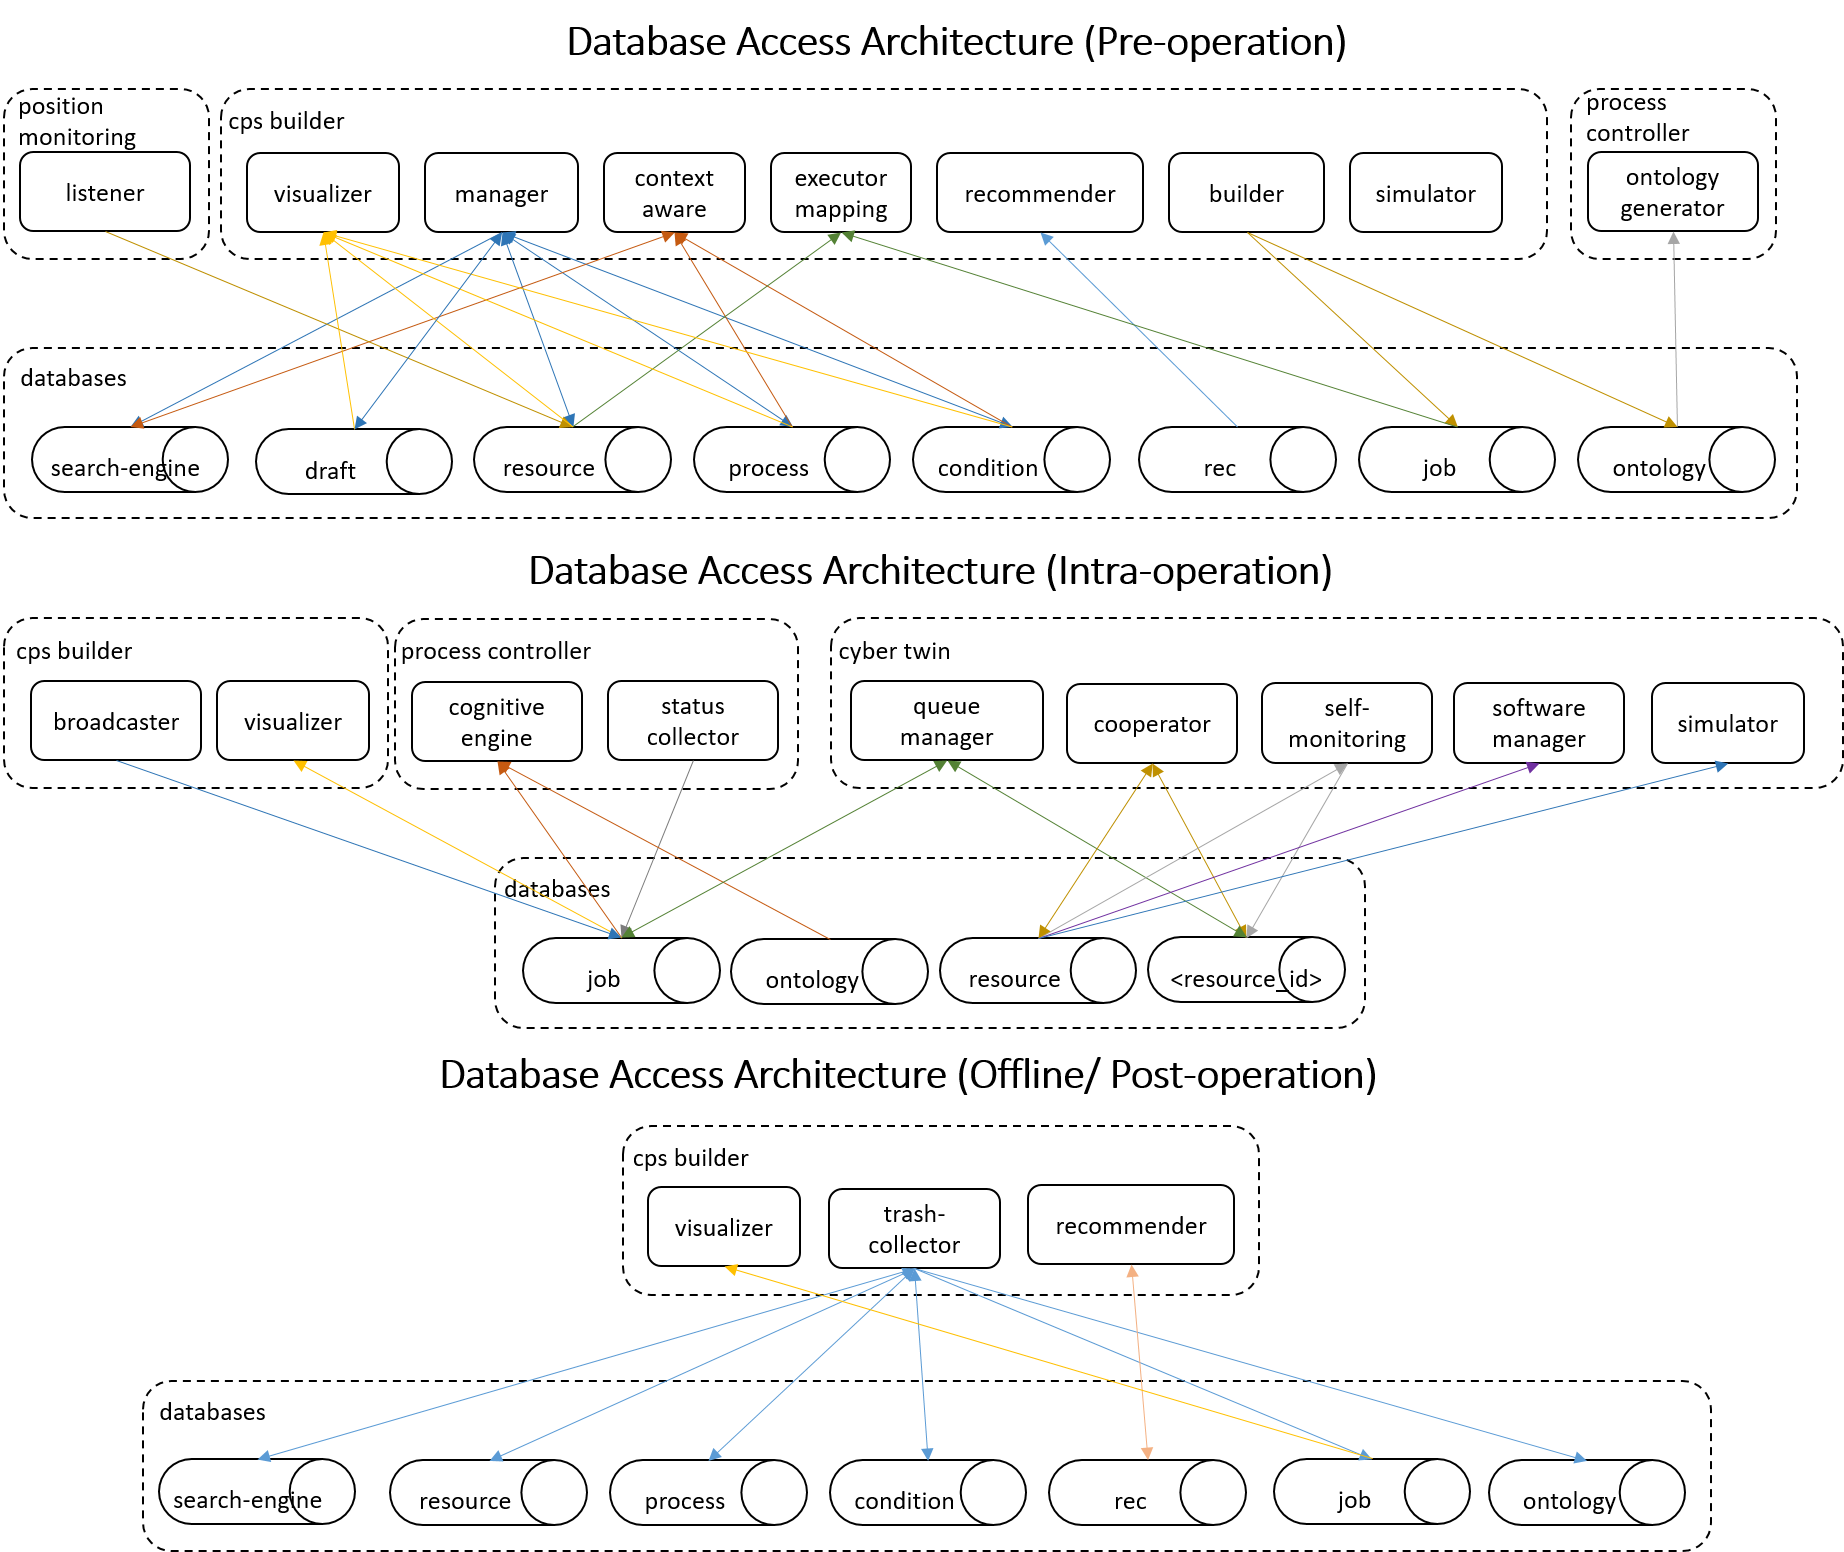 Database Access Architecture (Pre-operation)
position
monitoring
listener
cps builder
visualizer
manager
context
aware
executor
mapping
recommender
builder
simulator
process
controller
ontology
generator
databases
search-engine
draft
resource
process
condition
rec
job
ontology
Database Access Architecture (Intra-operation)
cps builder
broadcaster
visualizer
process controller
cognitive
engine
status
collector
cyber twin
queue
manager
cooperator
self-
monitoring
software
manager
simulator
databases
job
ontology
resource
<resource_id>
Database Access Architecture (Offline/ Post-operation)
cps builder
visualizer
trash-
collector
recommender
databases
search-engine
resource
process
condition
rec
job
ontology